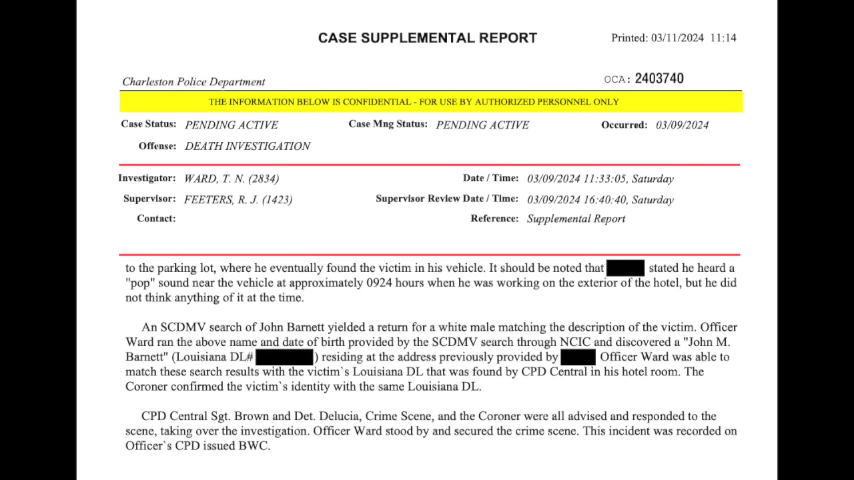 CASE SUPPLEMENTAL REPORT
Printed: 03/11/2024 11:14
Charleston Police Department
OCA: 2403740
THE INFORMATION BELOW IS CONFIDENTIAL - FOR USE BY AUTHORIZED PERSONNEL ONLY
Case Status: PENDING ACTIVE Case Mng Status: PENDING ACTIVE Occurred: 03/09/2024
Offense: DEATH INVESTIGATION
Investigator: WARD, T. N. (2834) Date / Time: 03/09/2024 11:33:05, Saturday
Supervisor: FEETERS, R. J. (1423) Supervisor Review Date / Time: 03/09/2024 16:40:40, Saturday
Contact: Reference: Supplemental Report
to the parking lot, where he eventually found the victim in his vehicle. It should be noted that stated he heard a
"pop" sound near the vehicle at approximately 0924 hours when he was working on the exterior of the hotel, but he did
not think anything of it at the time.
An SCDMV search of John Barnett yielded a return for a white male matching the description of the victim. Officer
Ward ran the above name and date of birth provided by the SCDMV search through NCIC and discovered a "John M.
Barnett" (Louisiana DL# ) residing at the address previously provided by Officer Ward was able to
match these search results with the victim`s Louisiana DL that was found by CPD Central in his hotel room. The
Coroner confirmed the victim's identity with the same Louisiana DL.
CPD Central Sgt. Brown and Det. Delucia, Crime Scene, and the Coroner were all advised and responded to the
scene, taking over the investigation. Officer Ward stood by and secured the crime scene. This incident was recorded on
Officer`s CPD issued BWC.